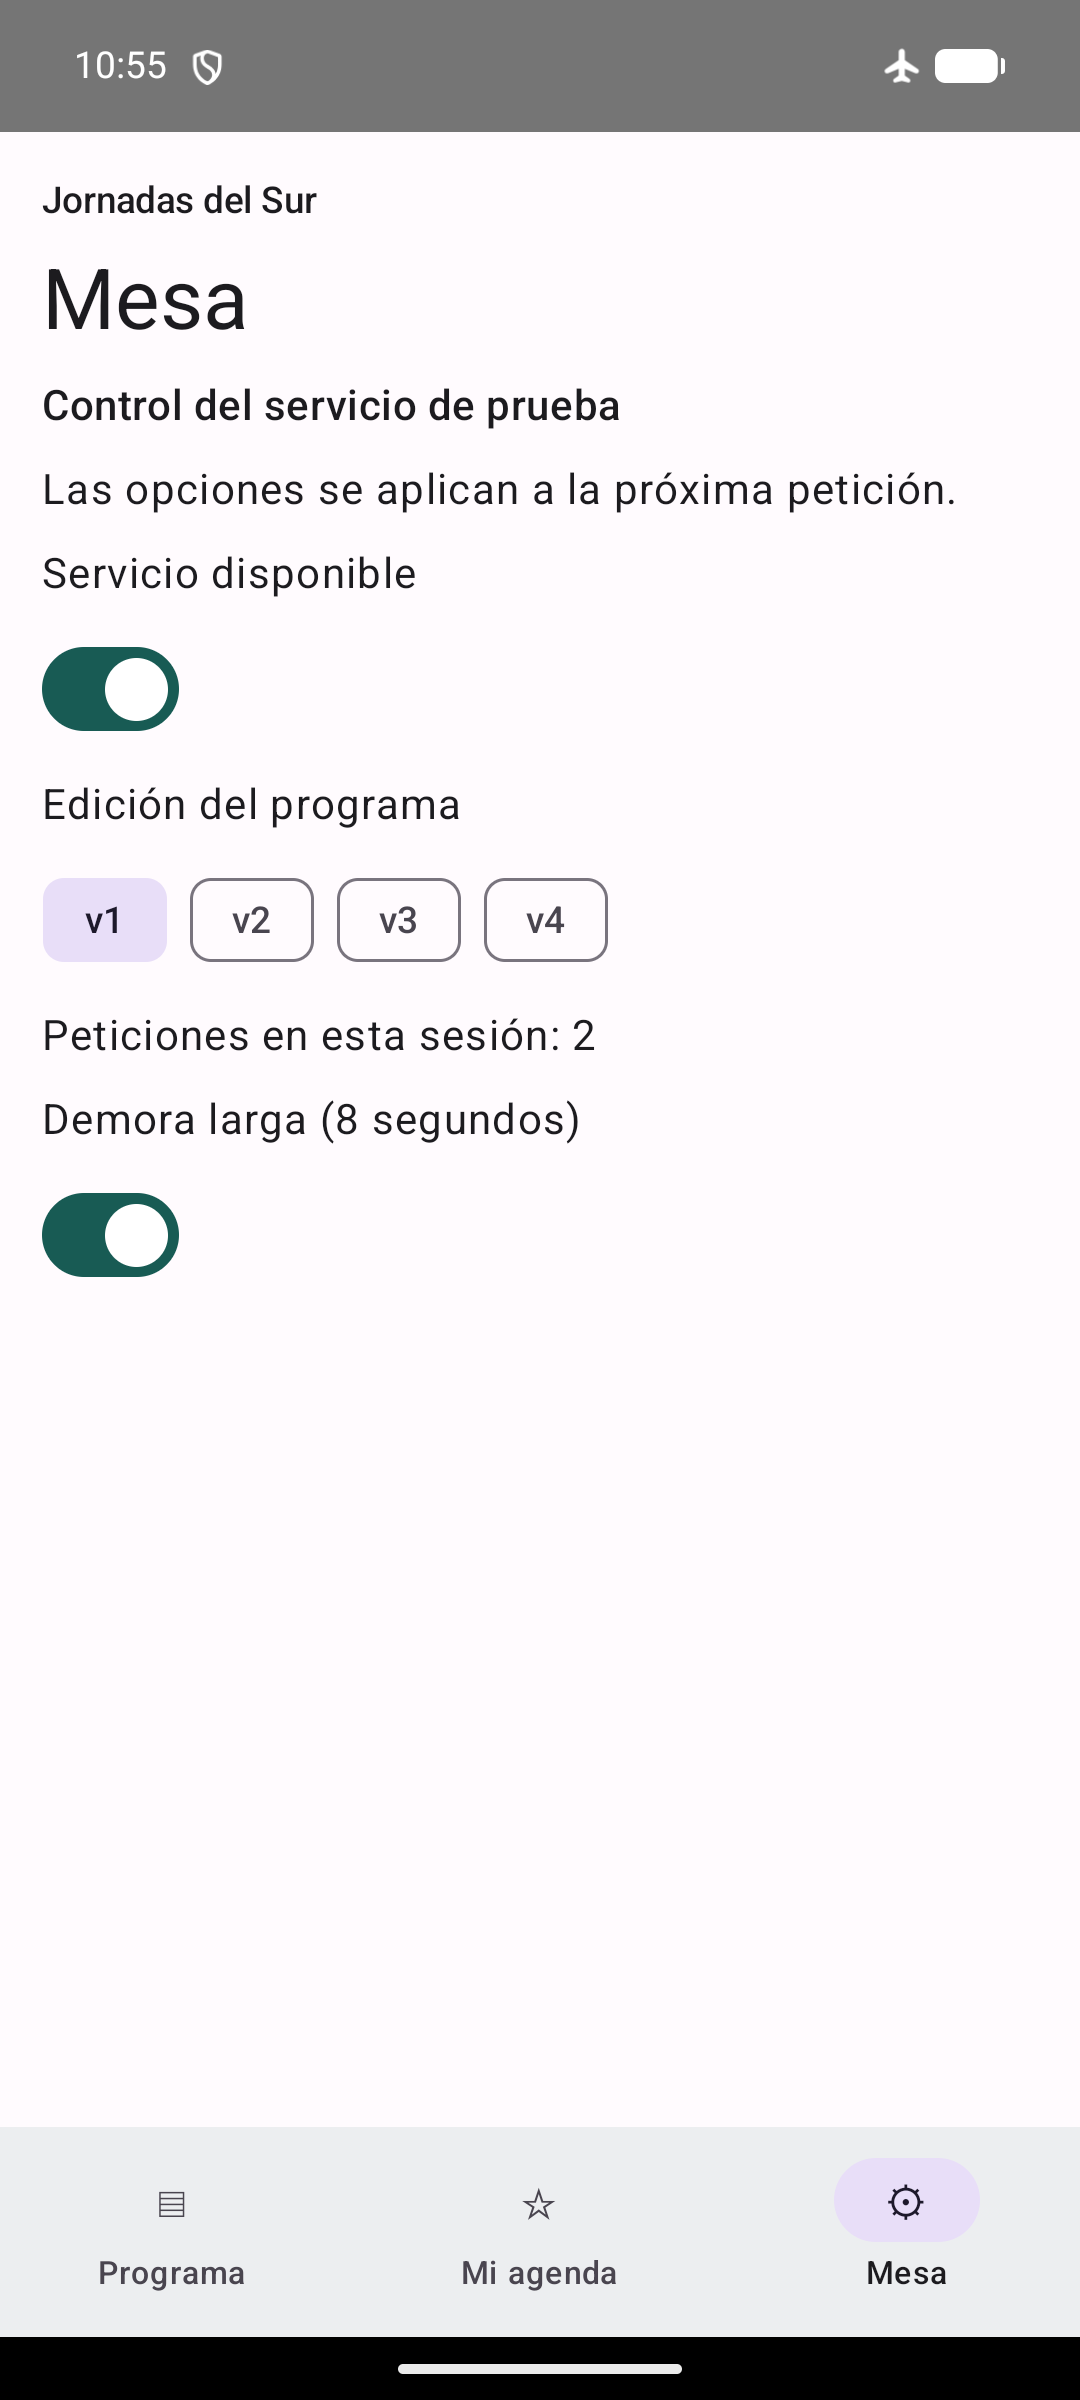 10:55
Jornadas del Sur
Mesa
Control del servicio de prueba
Las opciones se aplican a la próxima petición.
Servicio disponible
Edición del programa
v1 v2 v3 v4
Peticiones en esta sesión: 2
Demora larga (8 segundos)
Programa Mi agenda Mesa